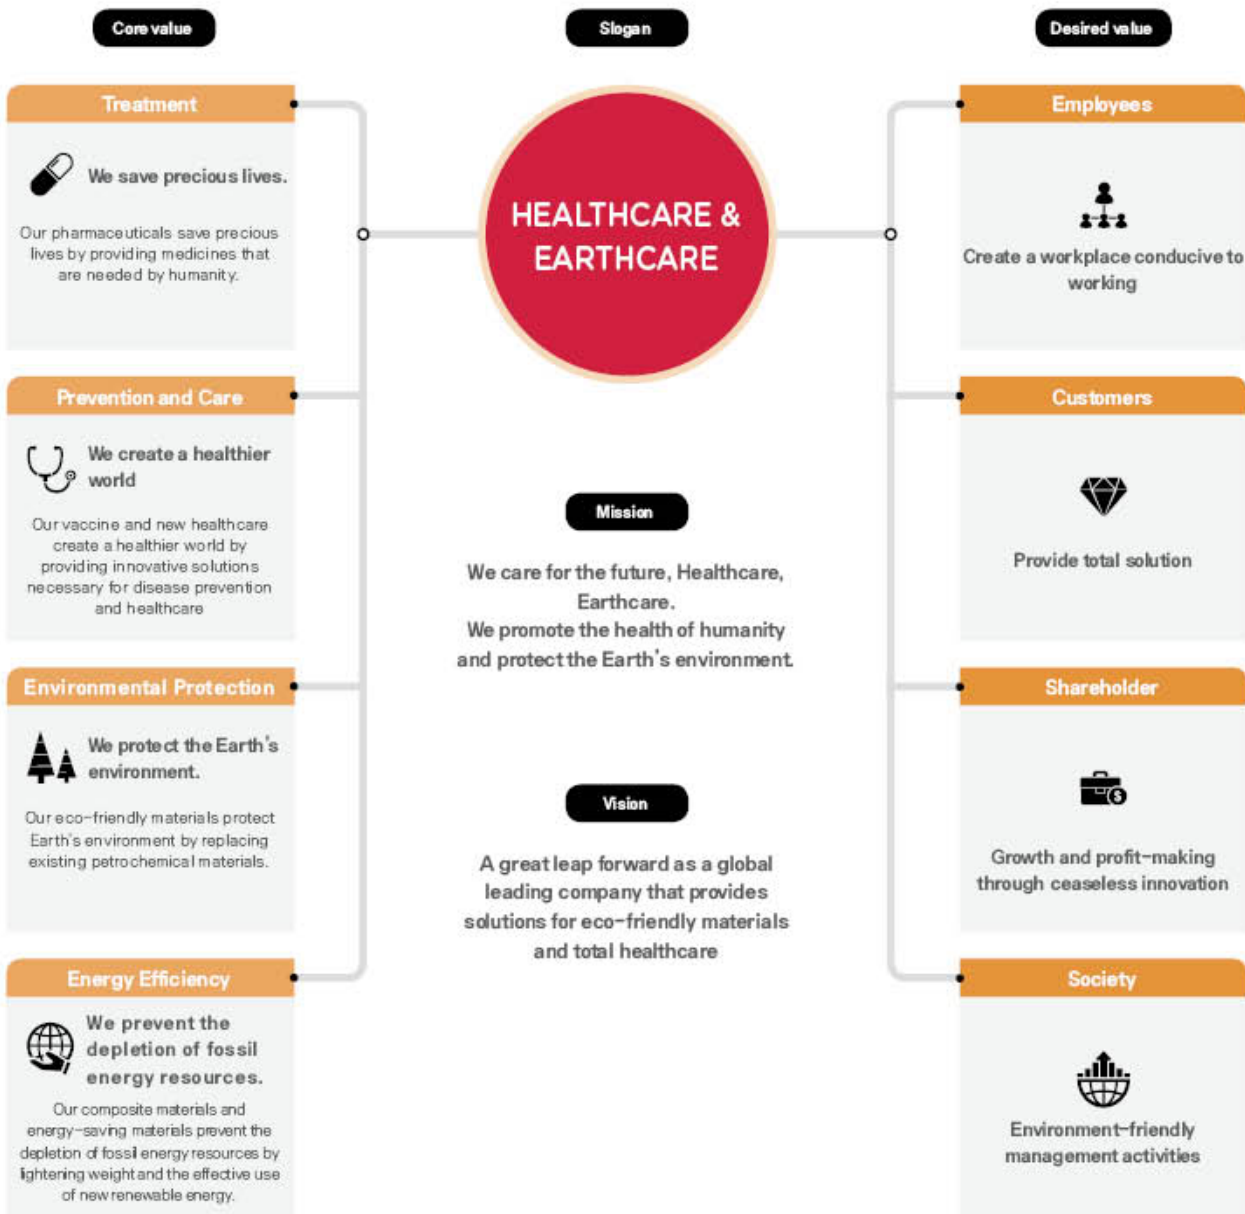 Core value
Treatment
We save precious lives.
Our pharmaceuticals save precious
lives by providing medicines that
are needed by humanity.
Prevention and Care
We create a healthier
world
Our vaccine and new healthcare
create a healthier world by
providing innovative solutions
necessary for disease prevention
and healthcare
Environmental Protection
We protect the Earth's
environment.
Our eco-friendly materials protect
Earth's environment by replacing
existing petrochemical materials.
Energy Efficiency
We prevent the
depletion of fossil
energy resources.
Our composite materials and
energy-saving materials prevent the
depletion of fossil energy resources by
lightening weight and the effective use
of new renewable energy.
Slogan
HEALTHCARE &
EARTHCARE
Mission
We care for the future, Healthcare,
Earthcare.
We promote the health of humanity
and protect the Earth's environment.
Vision
A great leap forward as a global
leading company that provides
solutions for eco-friendly materials
and total healthcare
Desired value
Employees
Create a workplace conducive to
working
Customers
Provide total solution
Shareholder
$
Growth and profit-making
through ceaseless innovation
Society
Environment-friendly
management activities